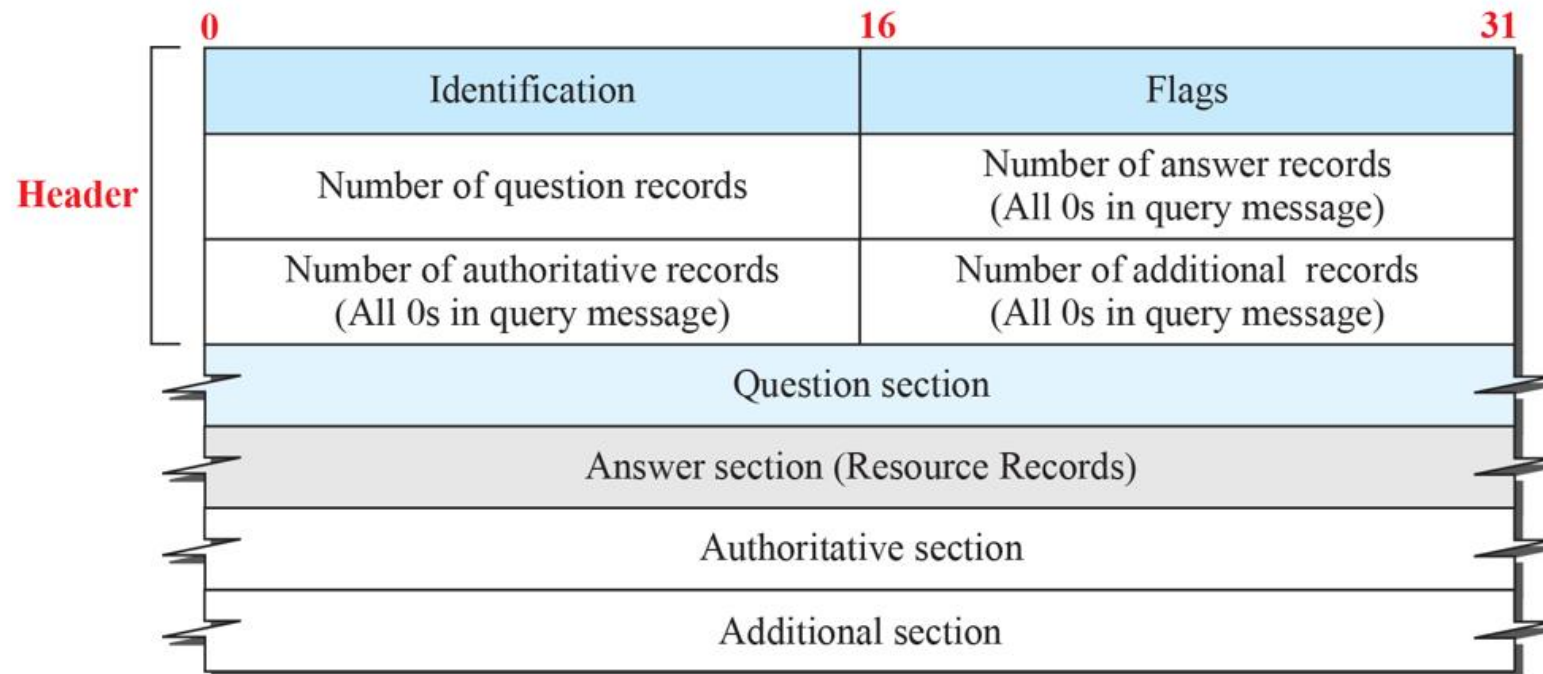 0 16 31
Identification Flags
Header
Number of question records
Number of answer records
(All 0s in query message)
Number of authoritative records
(All 0s in query message)
Number of additional records
(All 0s in query message)
Question section
Answer section (Resource Records)
Authoritative section
Additional section